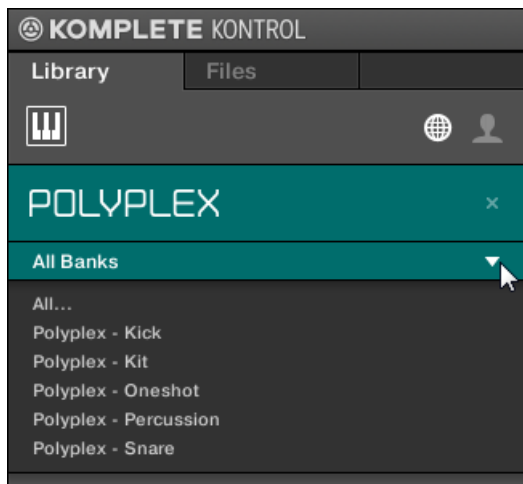 KOMPLETE KONTROL
Library Files
POLYPLEX ×
All Banks
All...
Polyplex - Kick
Polyplex - Kit
Polyplex - Oneshot
Polyplex - Percussion
Polyplex - Snare